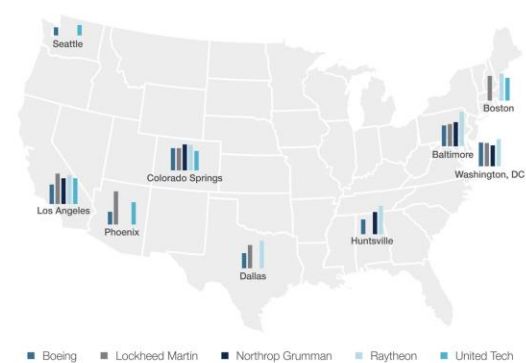 Seattle
Boston
Baltimore
Washington, DC
Colorado Springs
Los Angeles
Phoenix
Huntsville
Dallas
Boeing Lockheed Martin Northrop Grumman Raytheon United Tech